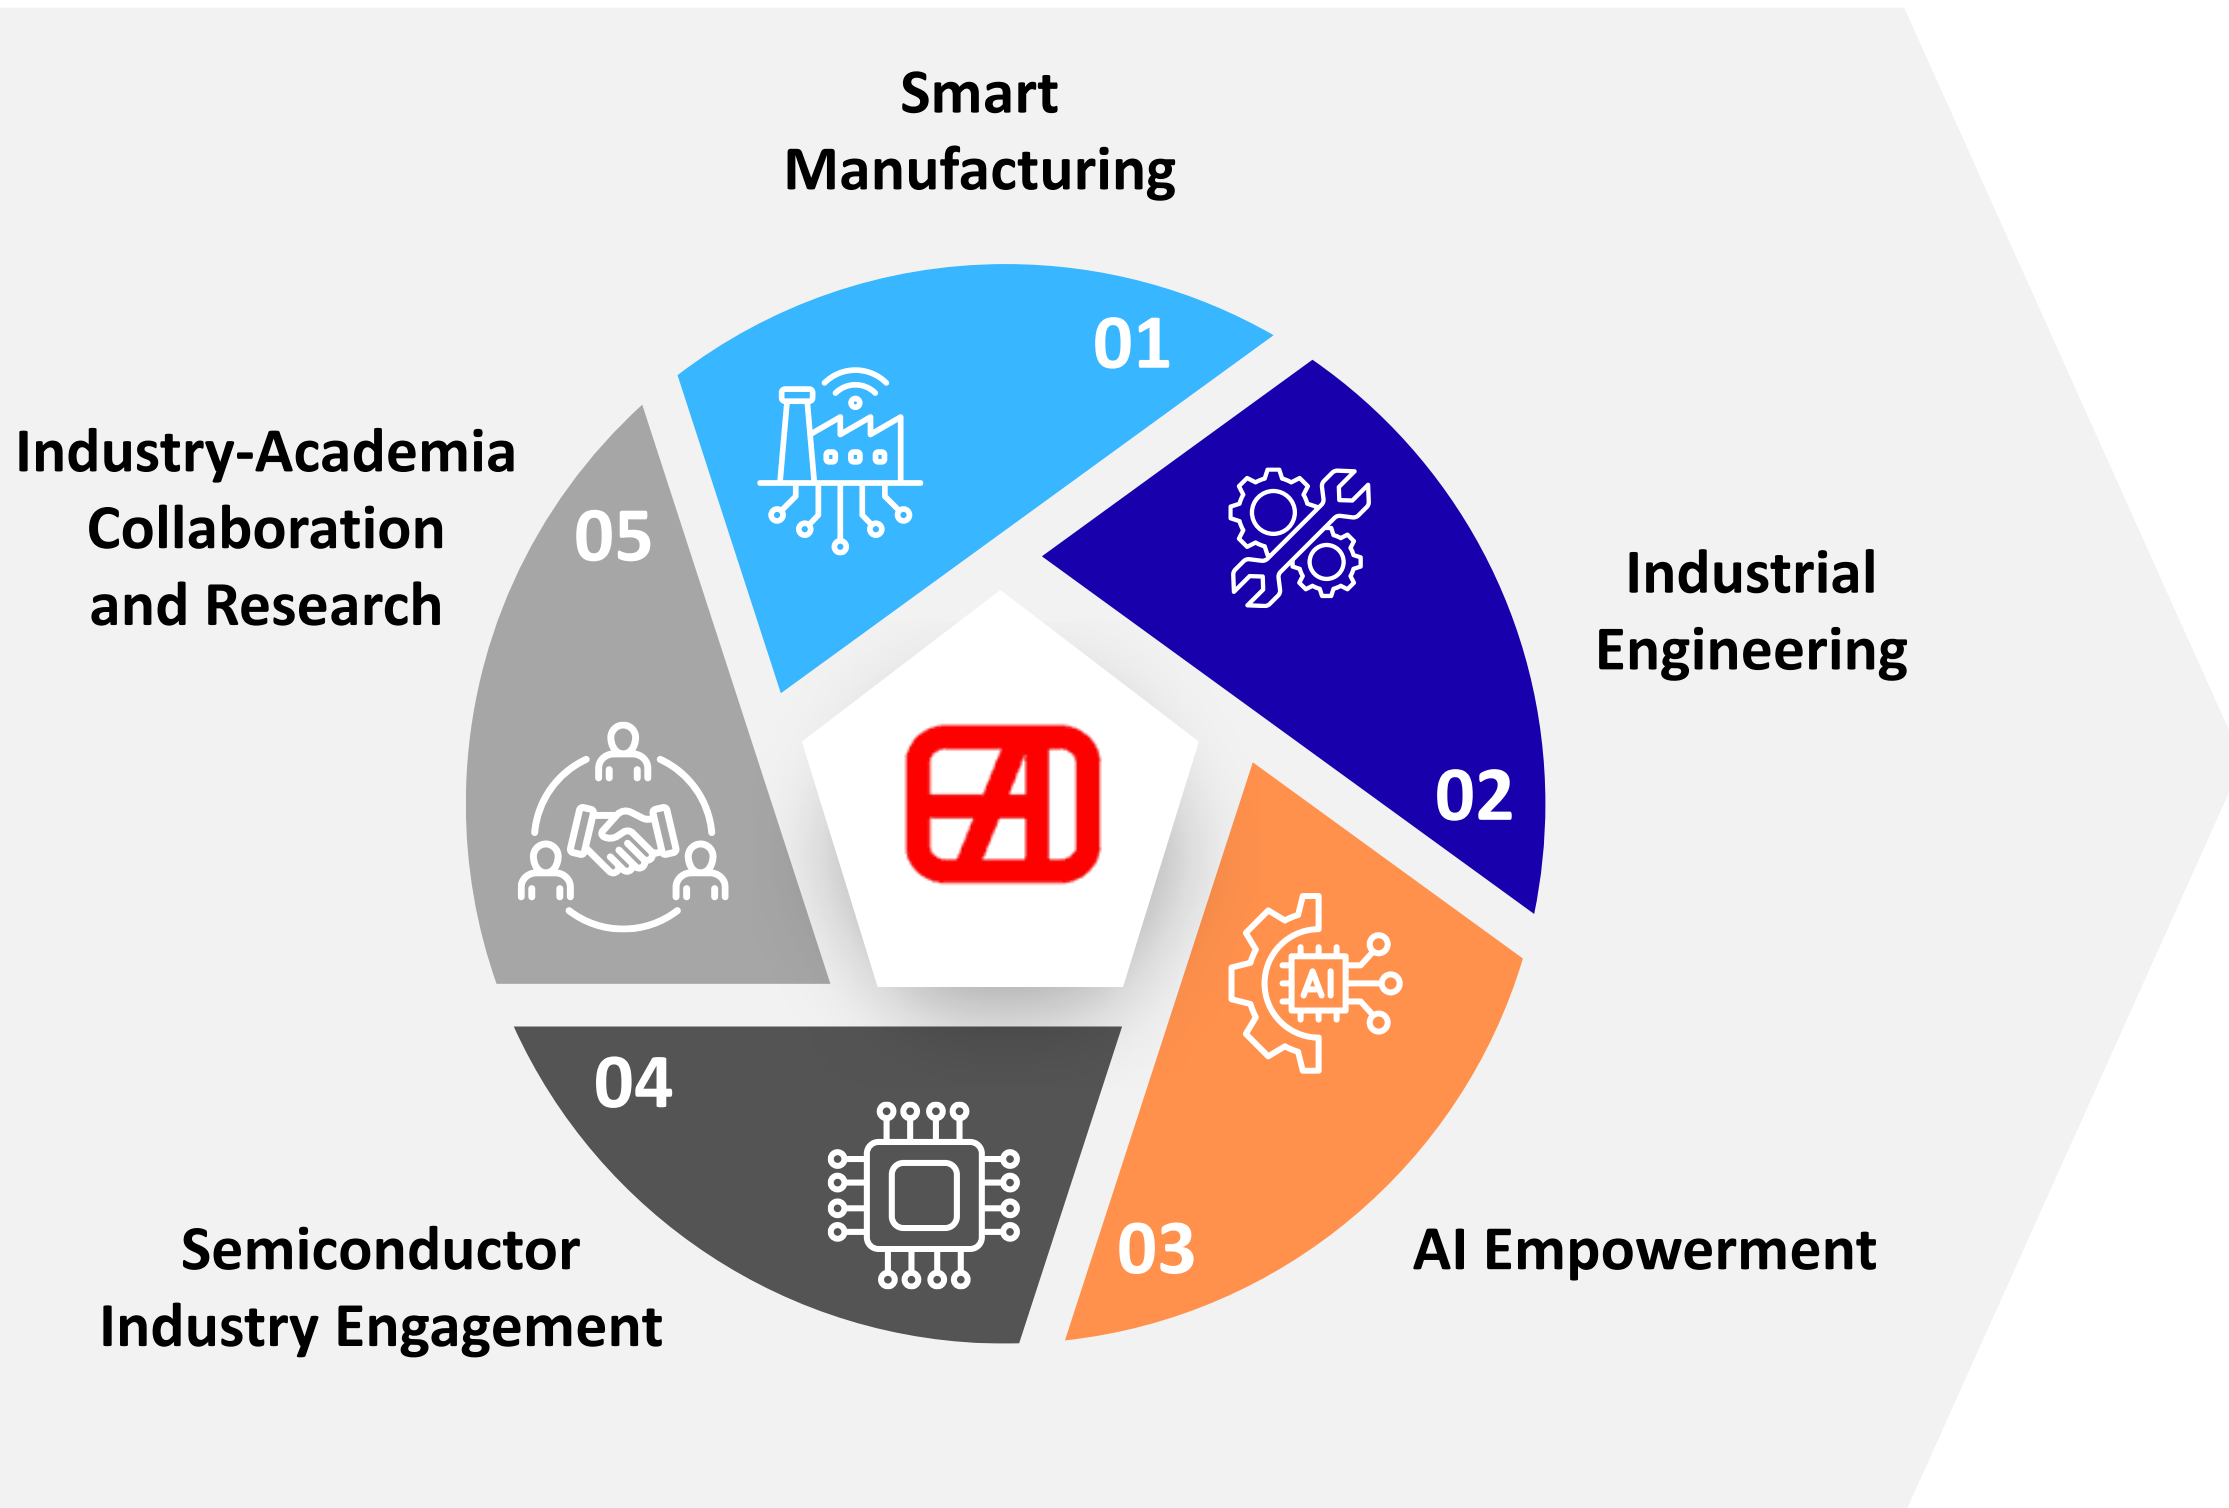 Smart
Manufacturing
01
Industrial
Engineering
02
AI
AI Empowerment
03
Semiconductor
Industry Engagement
04
Industry-Academia
Collaboration
and Research
05